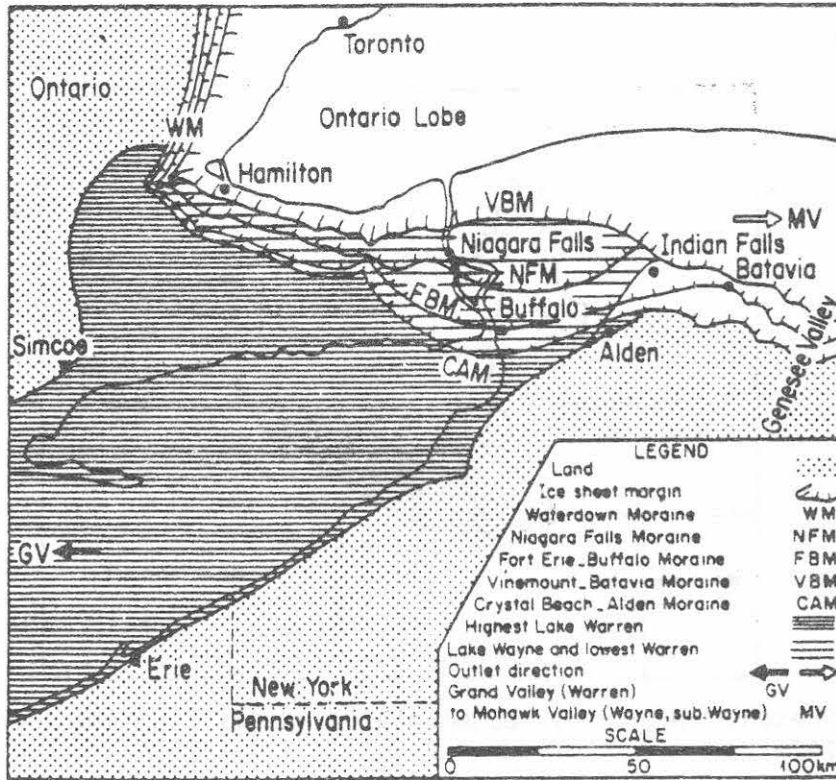 Toronto
Ontario
Ontario Lobe
WM
Hamilton
VBM
MV
Niagara Falls
Indian Falls
NFM
Batavia
FBM
Buffalo
Simcoe
CAM
Alden
Genesee Valley
GV
Erie
New York
Pennsylvania
LEGEND
Land
Ice sheet margin
Waterdown Moraine WM
Niagara Falls Moraine NFM
Fort Erie_Buffalo Moraine FBM
Vinemount_Batavia Moraine VBM
Crystal Beach_Alden Moraine CAM
Highest Lake Warren
Lake Wayne and lowest Warren
Outlet direction
Grand Valley (Warren) GV
to Mohawk Valley (Wayne, sub.Wayne) MV
SCALE
0 50 100km